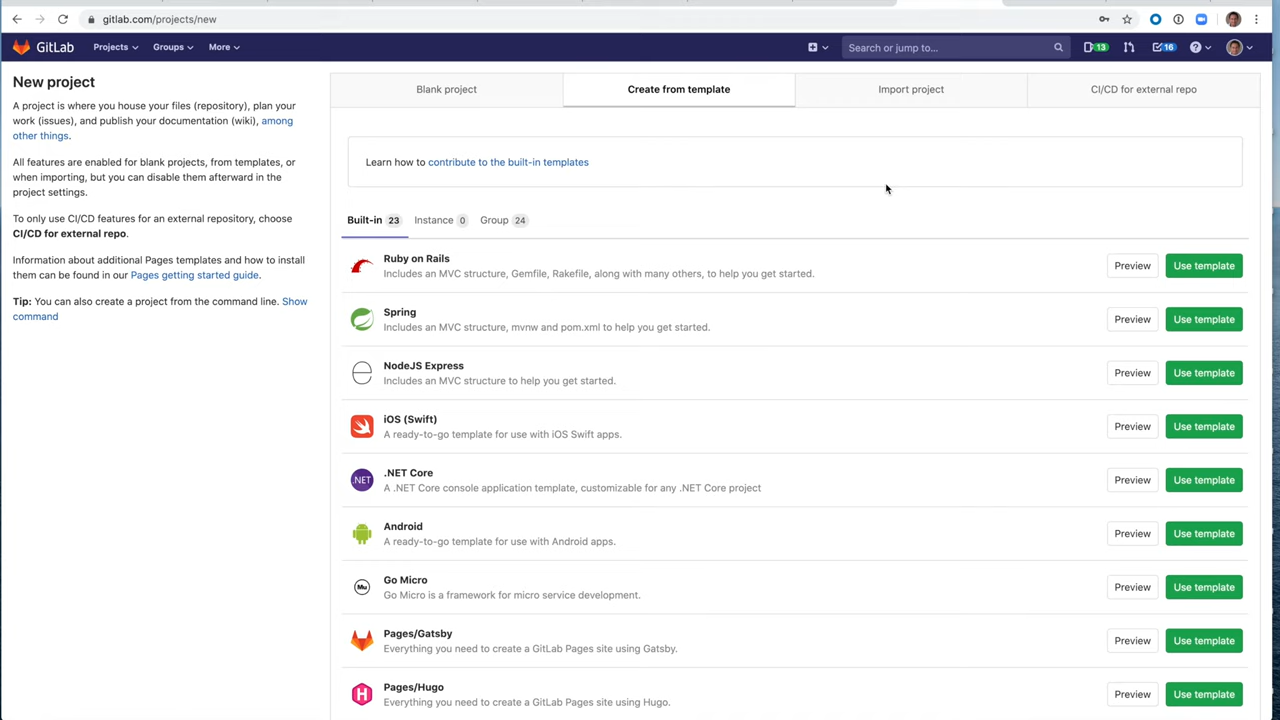 gitlab.com/projects/new
GitLab
Projects
Groups
More
Search or jump to...
13
16
New project
A project is where you house your files (repository), plan your
work (issues), and publish your documentation (wiki), among
other things.
All features are enabled for blank projects, from templates, or
when importing, but you can disable them afterward in the
project settings.
To only use CI/CD features for an external repository, choose
CI/CD for external repo.
Information about additional Pages templates and how to install
them can be found in our Pages getting started guide.
Tip: You can also create a project from the command line. Show
command
Blank project
Create from template
Import project
CI/CD for external repo
Learn how to contribute to the built-in templates
Built-in 23
Instance 0
Group 24
Ruby on Rails
Includes an MVC structure, Gemfile, Rakefile, along with many others, to help you get started.
Preview
Use template
Spring
Includes an MVC structure, mvnw and pom.xml to help you get started.
Preview
Use template
NodeJS Express
Includes an MVC structure to help you get started.
Preview
Use template
iOS (Swift)
A ready-to-go template for use with iOS Swift apps.
Preview
Use template
.NET
.NET Core
A .NET Core console application template, customizable for any .NET Core project
Preview
Use template
Android
A ready-to-go template for use with Android apps.
Preview
Use template
Mu
Go Micro
Go Micro is a framework for micro service development.
Preview
Use template
Pages/Gatsby
Everything you need to create a GitLab Pages site using Gatsby.
Preview
Use template
H
Pages/Hugo
Everything you need to create a GitLab Pages site using Hugo.
Preview
Use template